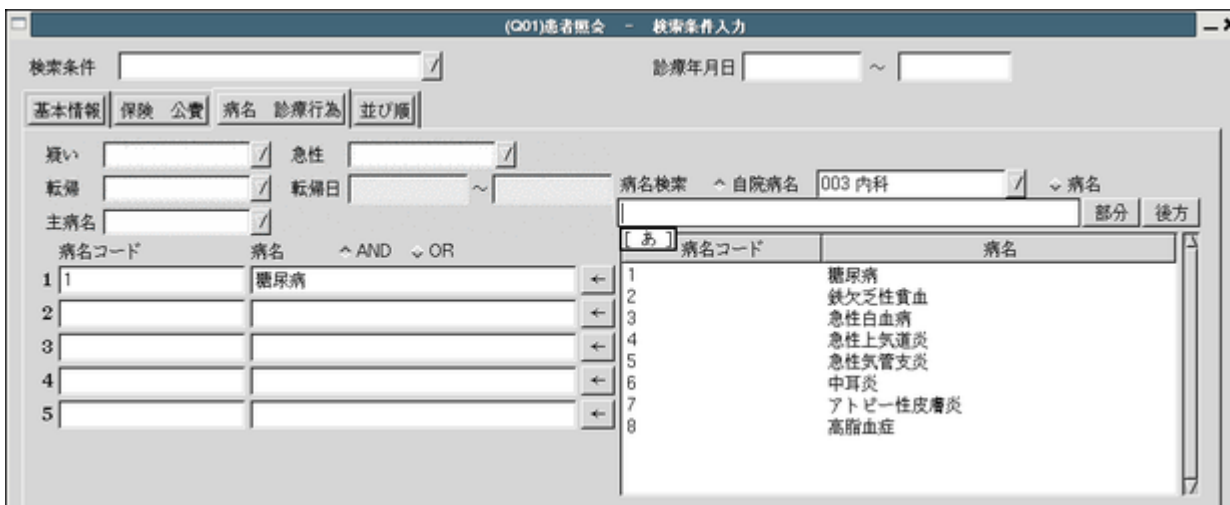 (Q01)患者照会 － 検索条件入力
検索条件 診療年月日 ～
基本情報 保険 公費 病名 診療行為 並び順
疑い 急性
転帰 転帰日 ～
主病名
病名コード 病名 AND OR
1 1 糖尿病 ←
2 ←
3 ←
4 ←
5 ←
病名検索 自院病名 003 内科 病名
部分 後方
[ あ ]
病名コード 病名
1 糖尿病
2 鉄欠乏性貧血
3 急性白血病
4 急性上気道炎
5 急性気管支炎
6 中耳炎
7 アトピー性皮膚炎
8 高脂血症